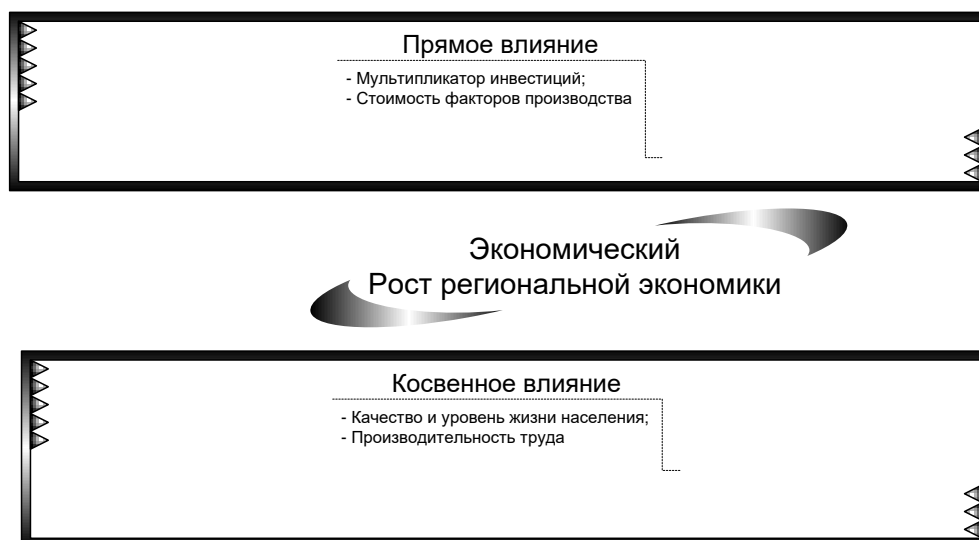 Прямое влияние
- Мультипликатор инвестиций;
- Стоимость факторов производства
Экономический
Рост региональной экономики
Косвенное влияние
- Качество и уровень жизни населения;
- Производительность труда